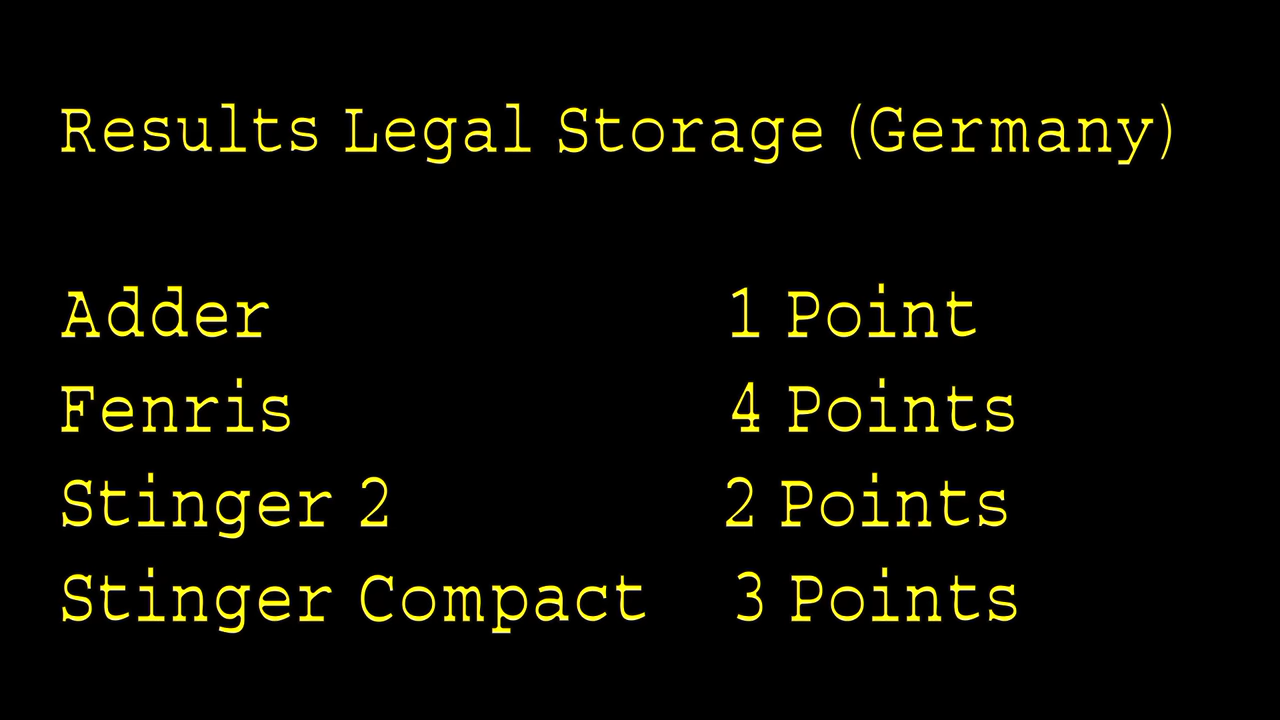 Results Legal Storage (Germany)
Adder 1 Point
Fenris 4 Points
Stinger 2 2 Points
Stinger Compact 3 Points